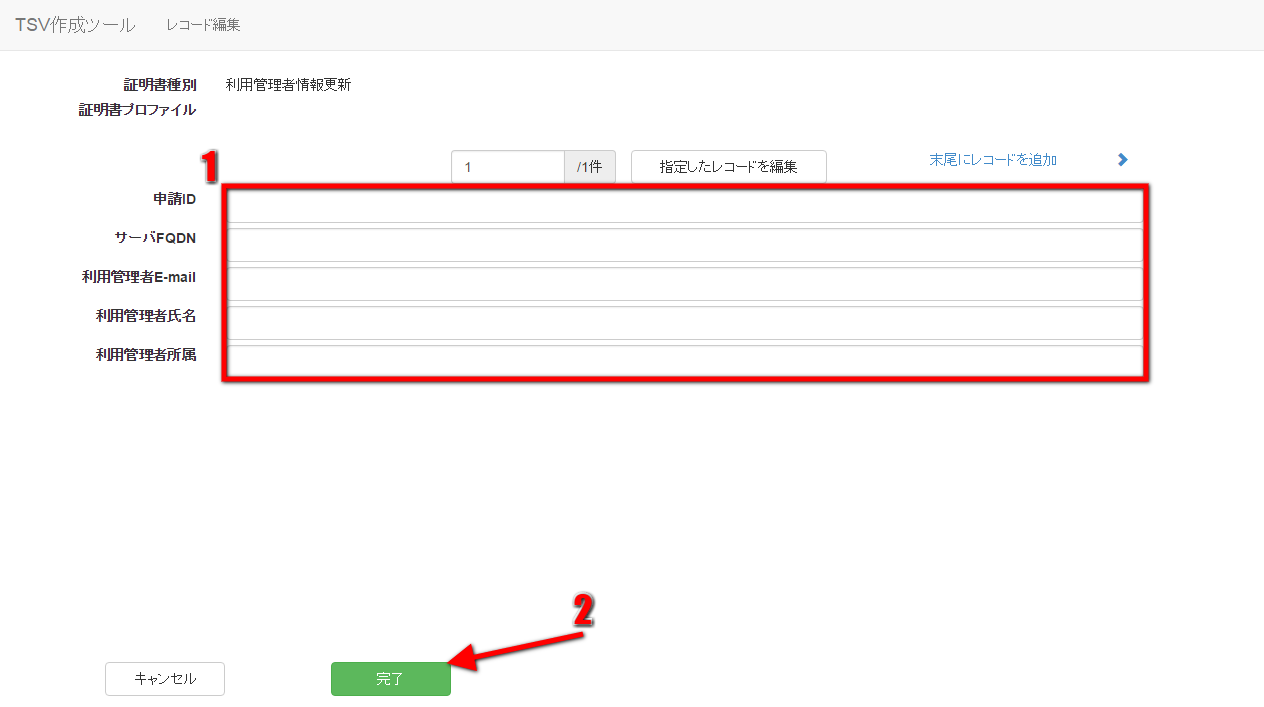 TSV作成ツール レコード編集
証明書種別 利用管理者情報更新
証明書プロファイル
1 /1件 指定したレコードを編集 末尾にレコードを追加
1
申請ID
サーバFQDN
利用管理者E-mail
利用管理者氏名
利用管理者所属
2
キャンセル 完了